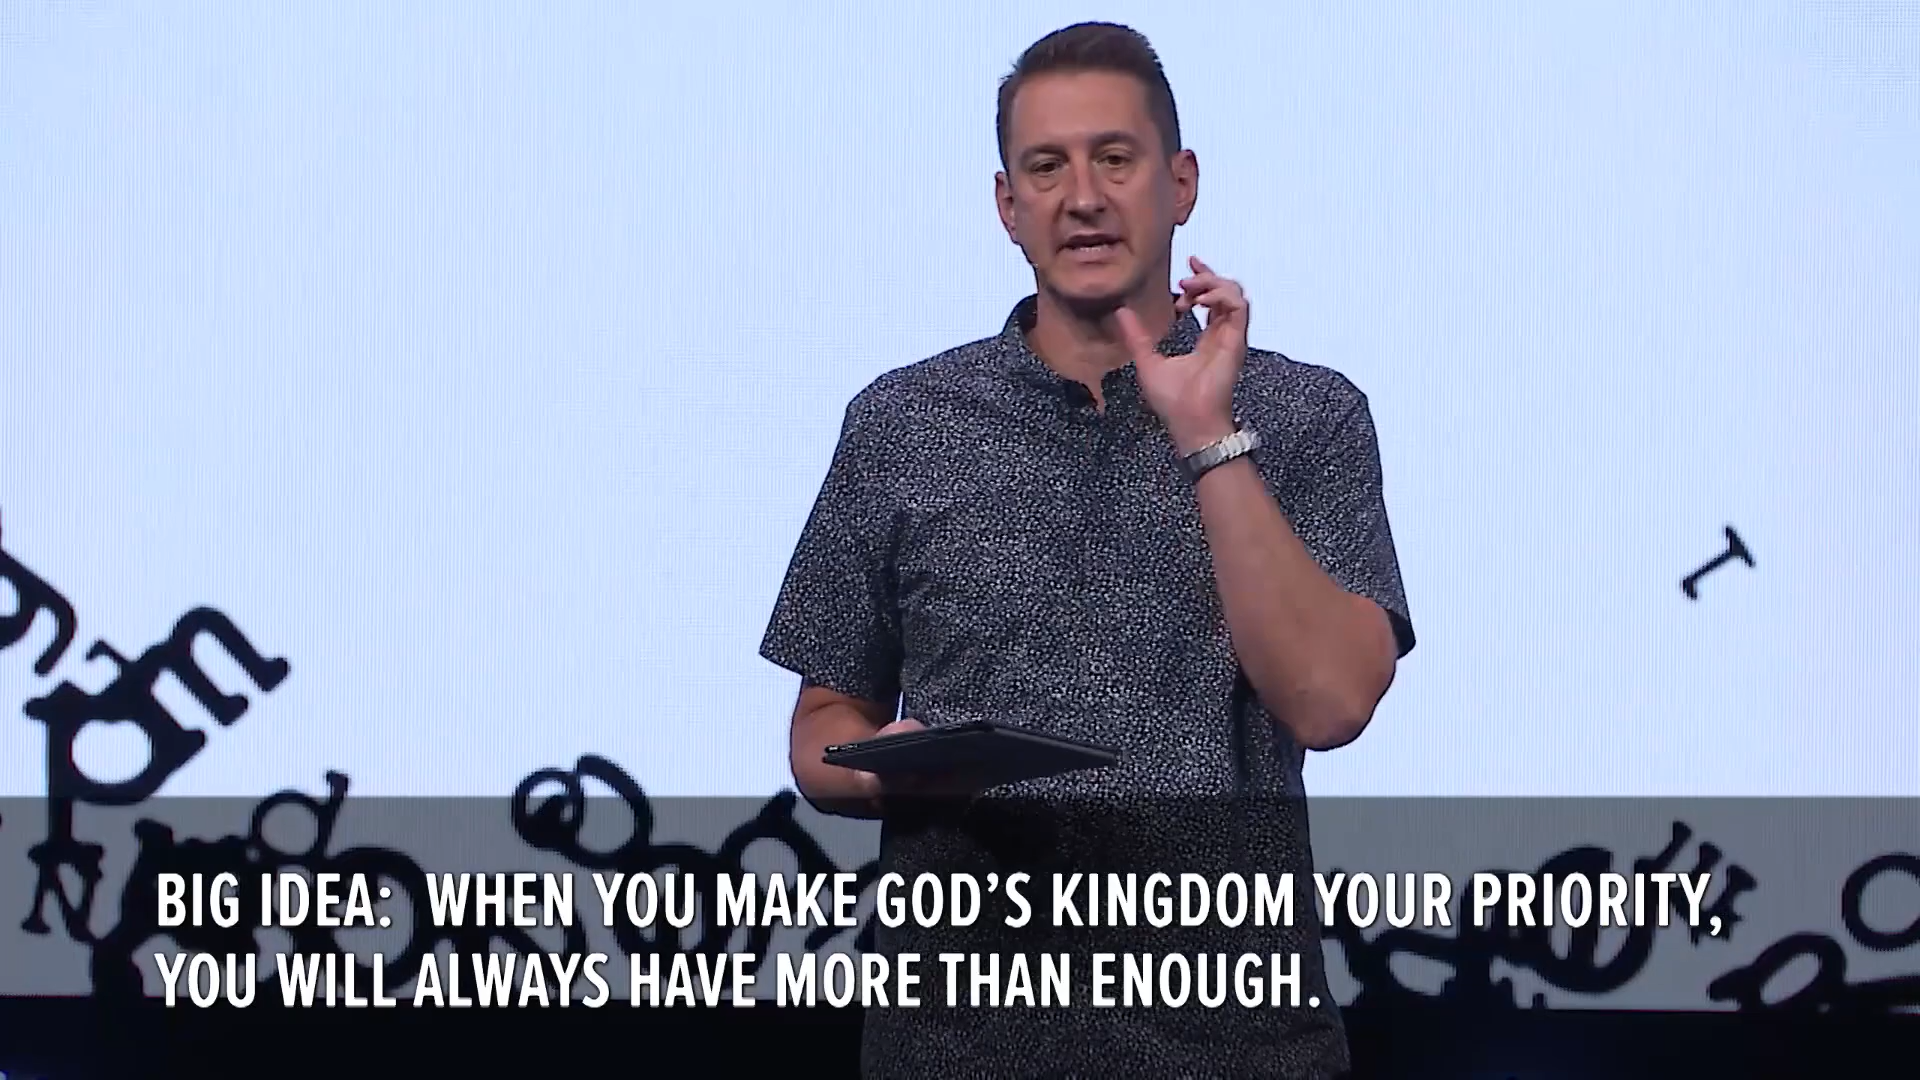 BIG IDEA:  WHEN YOU MAKE GOD’S KINGDOM YOUR PRIORITY,
YOU WILL ALWAYS HAVE MORE THAN ENOUGH.